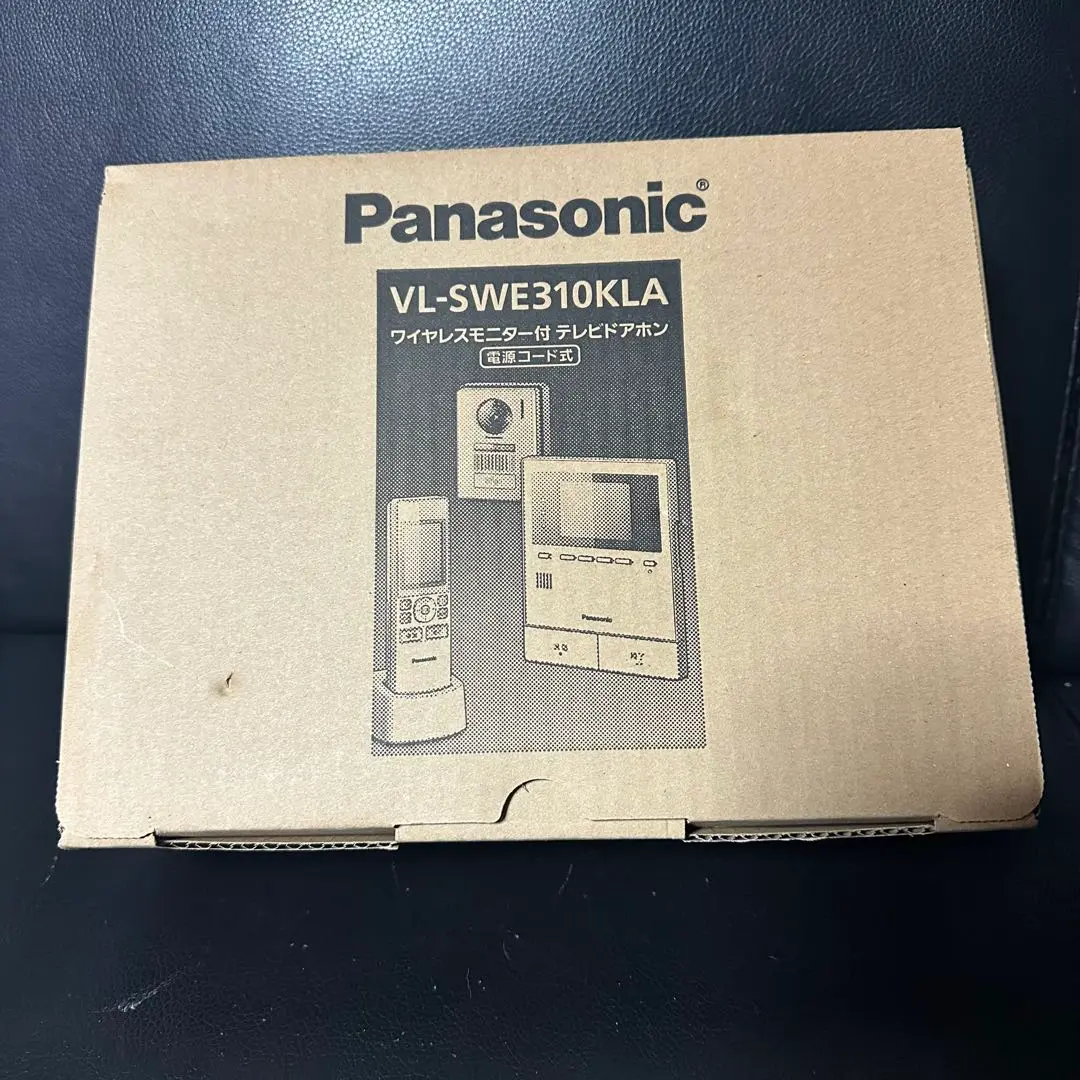 Panasonic®
VL-SWE310KLA
ワイヤレスモニター付 テレビドアホン
電源コード式
Panasonic
Panasonic